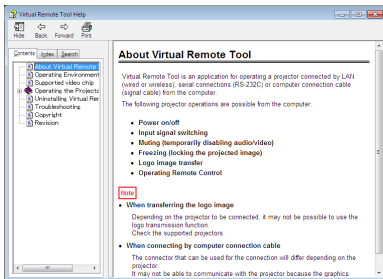 Virtual Remote Tool Help
Hide Back Forward Print
Contents Index Search
About Virtual Remote
Operating Environment
Supported video chip
Operating the Projecto
Uninstalling Virtual Rer
Troubleshooting
Copyright
Revision
About Virtual Remote Tool
Virtual Remote Tool is an application for operating a projector connected by LAN
(wired or wireless), serial connections (RS-232C) or computer connection cable
(signal cable) from the computer.
The following projector operations are possible from the computer.
• Power on/off
• Input signal switching
• Muting (temporarily disabling audio/video)
• Freezing (locking the projected image)
• Logo image transfer
• Operating Remote Control
Note
• When transferring the logo image
Depending on the projector to be connected, it may not be possible to use the
logo transmission function.
Check the supported projectors.
• When connecting by computer connection cable
The connector that can be used for the connection will differ depending on the
projector.
It may not be able to communicate with the projector because the graphics